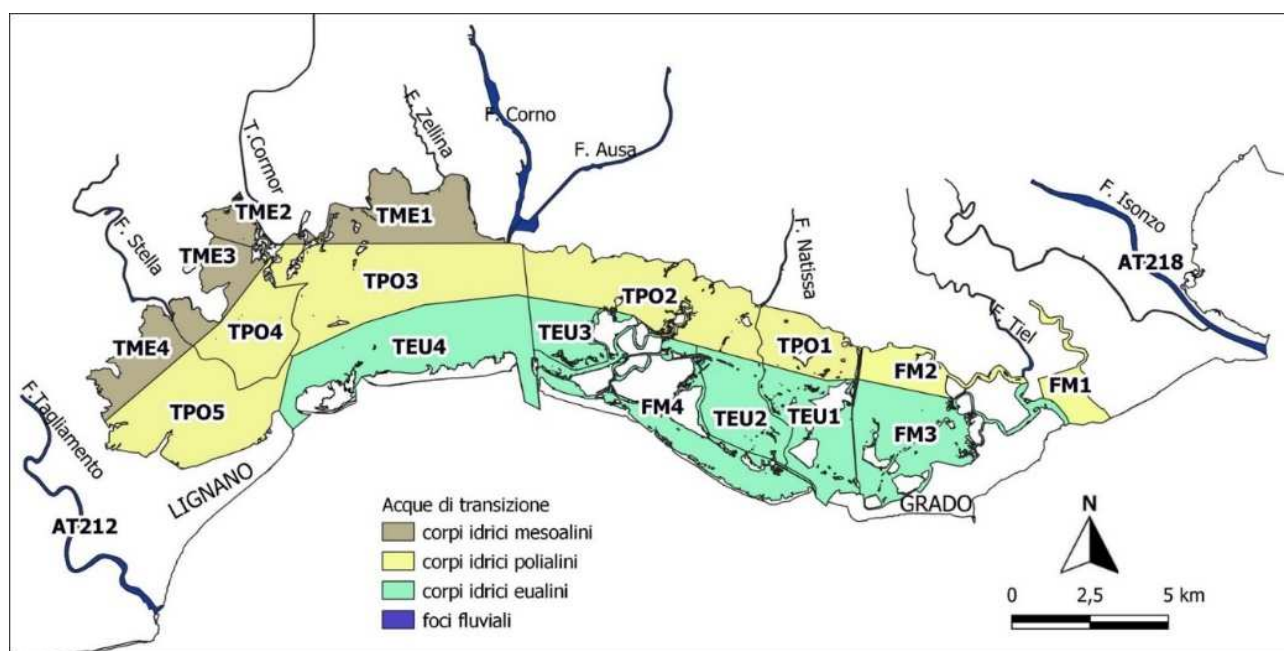 F. Zellina
F. Corno
T.Cormor
F. Ausa
F. Stella
TME2
TME1
TME3
F. Natissa
F. Isonzo
AT218
TPO3
TPO2
TPO4
TME4
TEU3
TEU4
TPO1
F. Tiel
FM2
FM1
F.Tagliamento
TPO5
FM4
TEU2
TEU1
FM3
LIGNANO
GRADO
AT212
Acque di transizione
corpi idrici mesoalini
corpi idrici polialini
corpi idrici eualini
foci fluviali
N
0 2,5 5 km